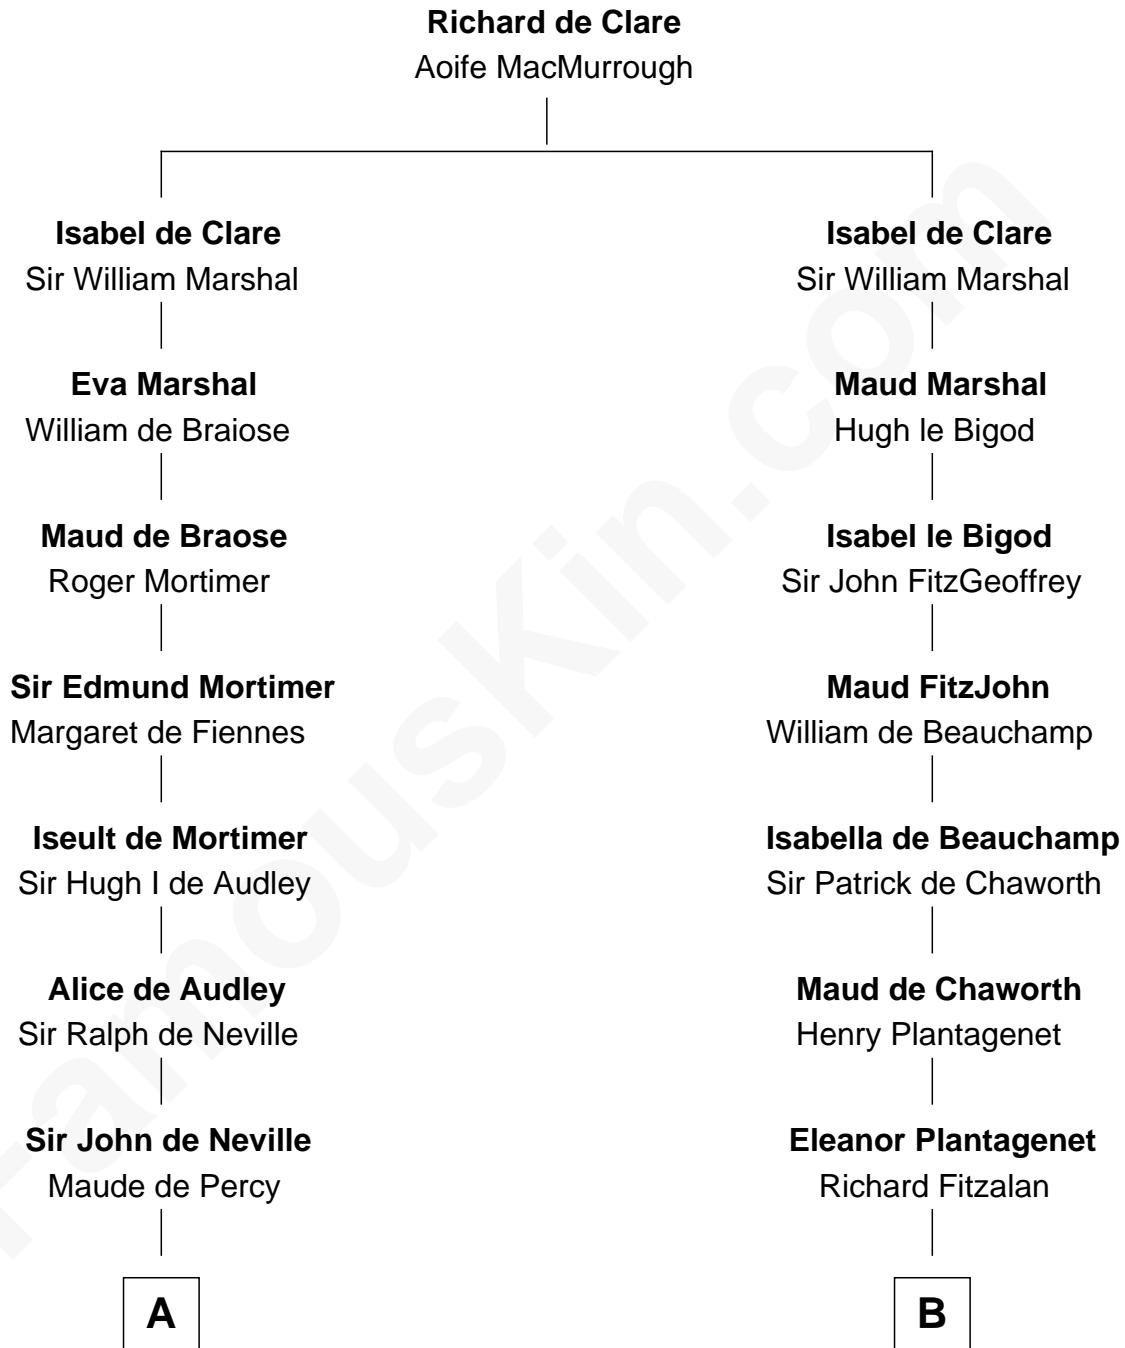 Richard de Clare
Aoife MacMurrough
Isabel de Clare
Sir William Marshal
Eva Marshal
William de Braiose
Maud de Braose
Roger Mortimer
Sir Edmund Mortimer
Margaret de Fiennes
Iseult de Mortimer
Sir Hugh I de Audley
Alice de Audley
Sir Ralph de Neville
Sir John de Neville
Maude de Percy
A
Isabel de Clare
Sir William Marshal
Maud Marshal
Hugh le Bigod
Isabel le Bigod
Sir John FitzGeoffrey
Maud FitzJohn
William de Beauchamp
Isabella de Beauchamp
Sir Patrick de Chaworth
Maud de Chaworth
Henry Plantagenet
Eleanor Plantagenet
Richard Fitzalan
B
FamousKin.com